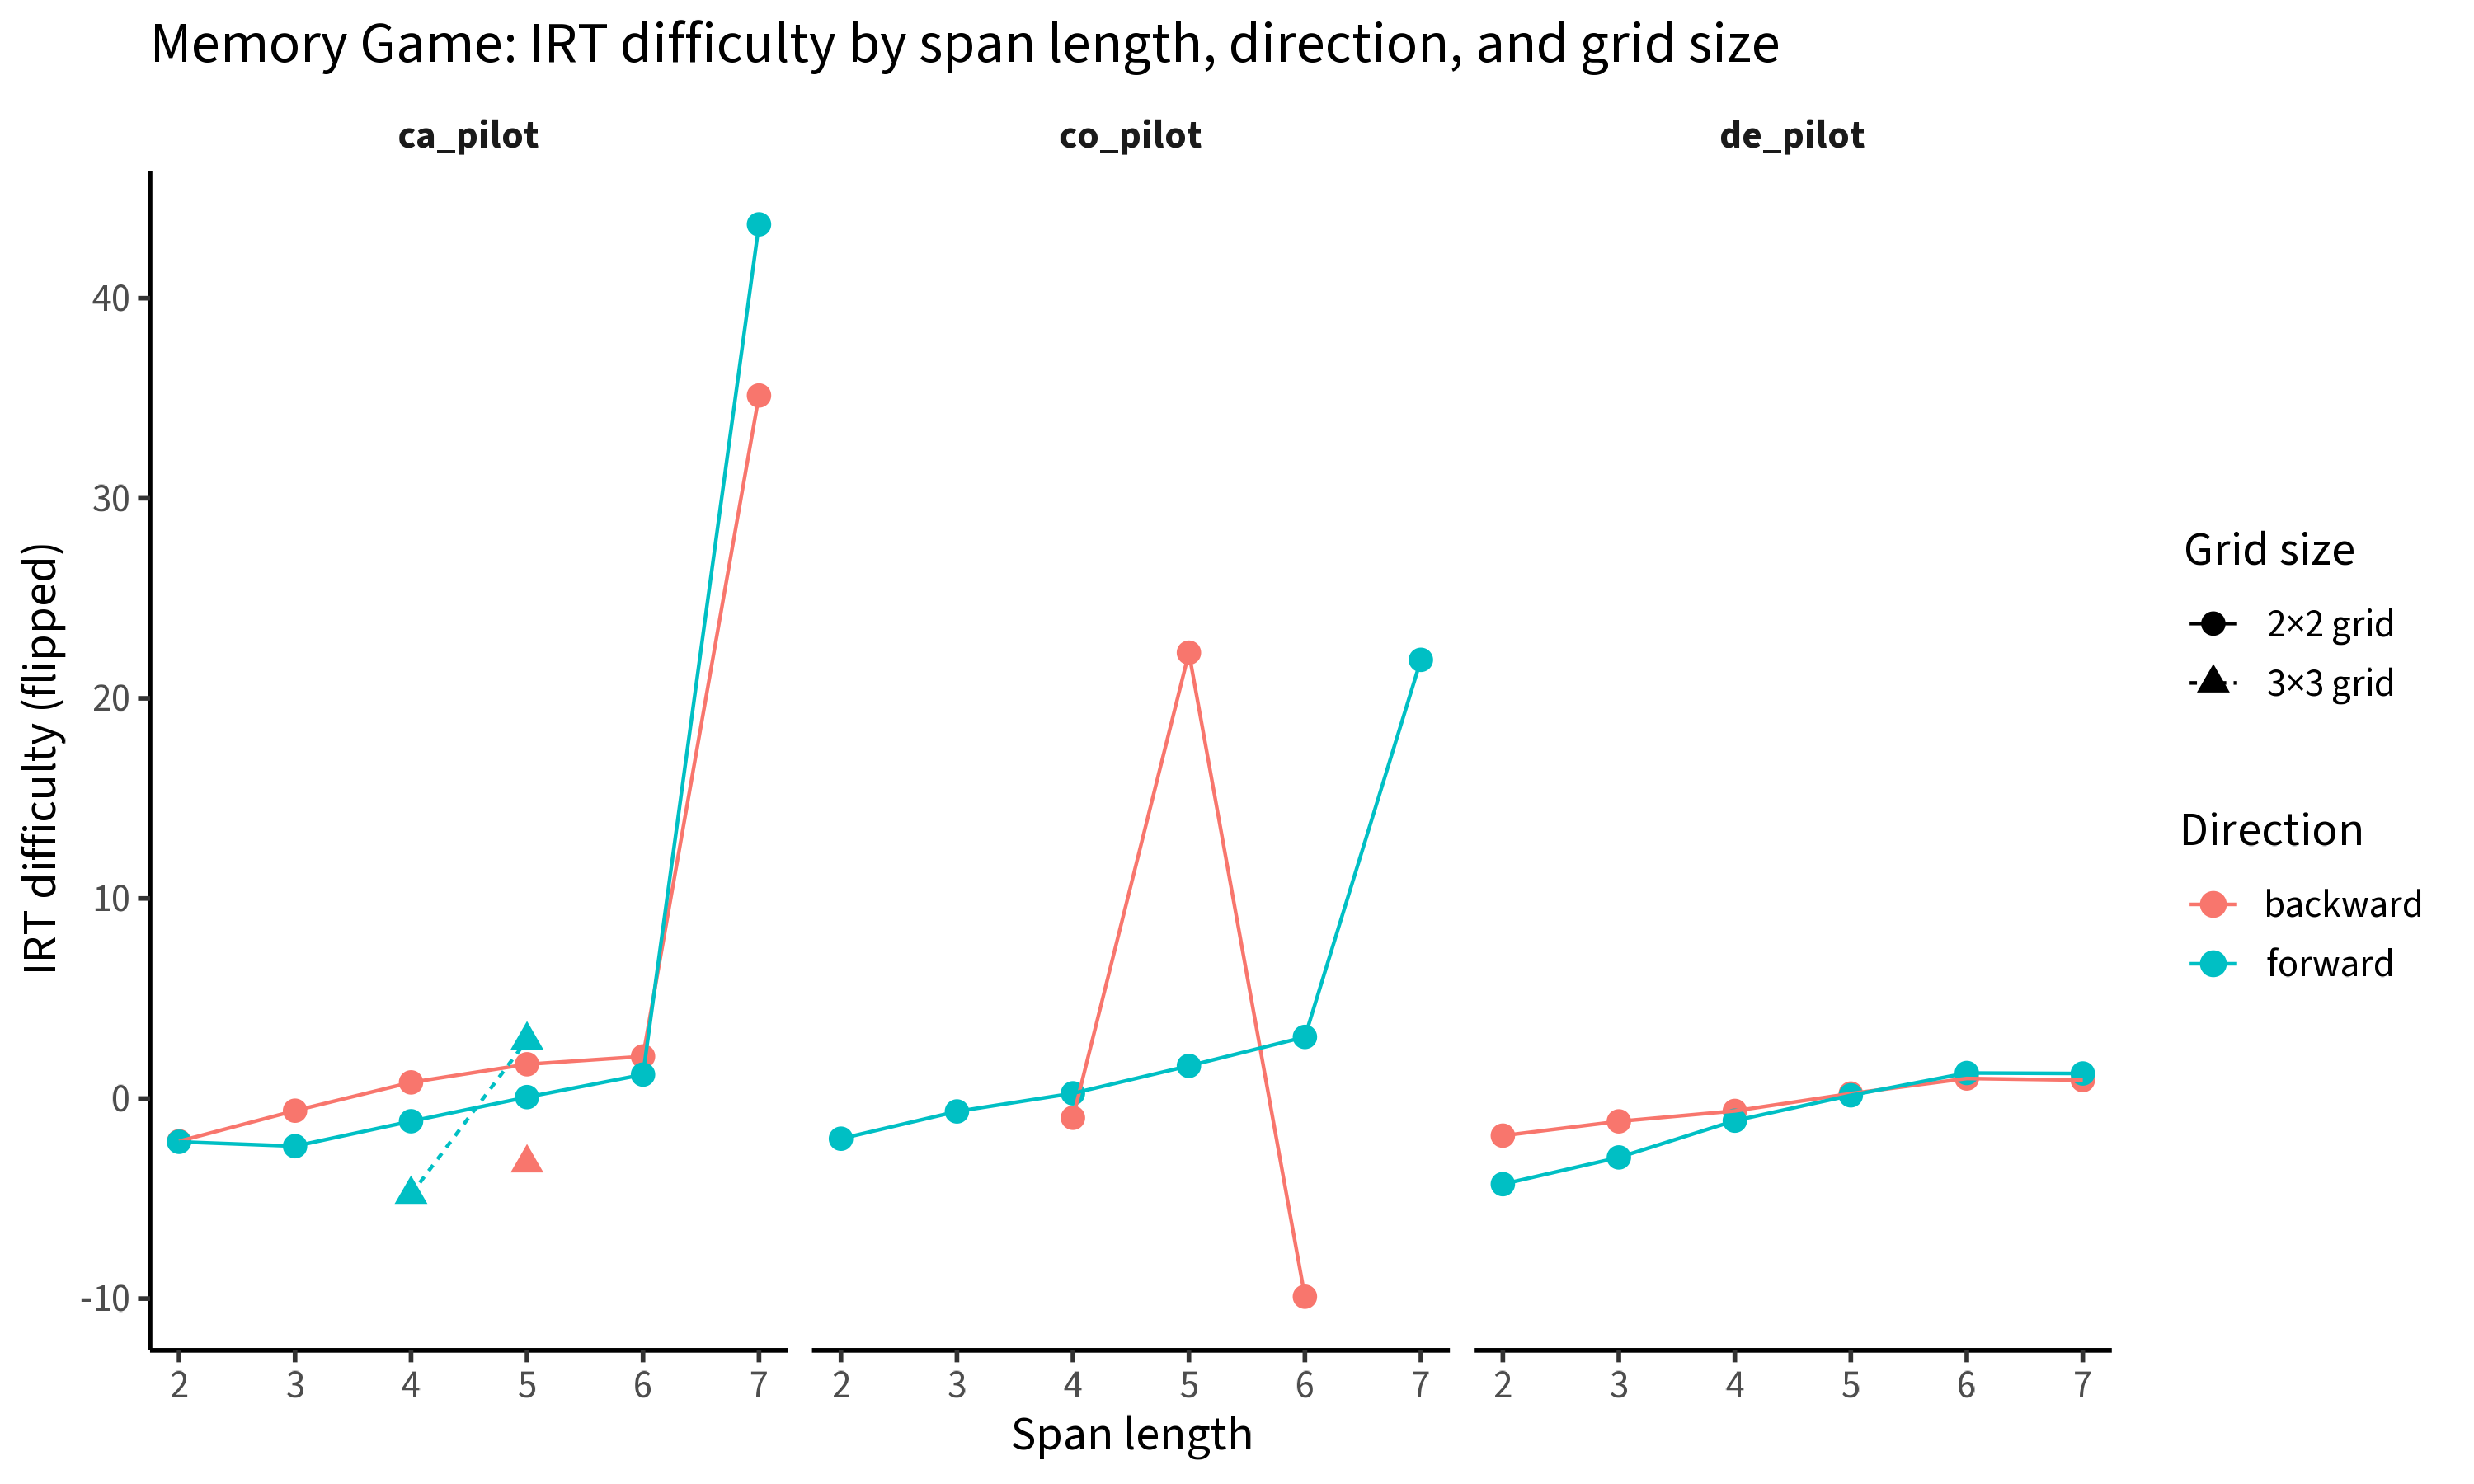 Memory Game: IRT difficulty by span length, direction, and grid size
ca_pilot
co_pilot
de_pilot
IRT difficulty (flipped)
40
30
20
10
0
-10
2 3 4 5 6 7
2 3 4 5 6 7
2 3 4 5 6 7
Span length
Grid size
2×2 grid
3×3 grid
Direction
backward
forward